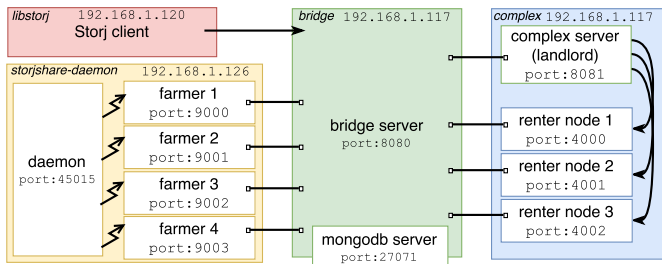 libstorj 192.168.1.120
Storj client
storjshare-daemon 192.168.1.126
daemon
port:45015
farmer 1
port:9000
farmer 2
port:9001
farmer 3
port:9002
farmer 4
port:9003
bridge 192.168.1.117
bridge server
port:8080
mongodb server
port:27071
complex 192.168.1.117
complex server
(landlord)
port:8081
renter node 1
port:4000
renter node 2
port:4001
renter node 3
port:4002